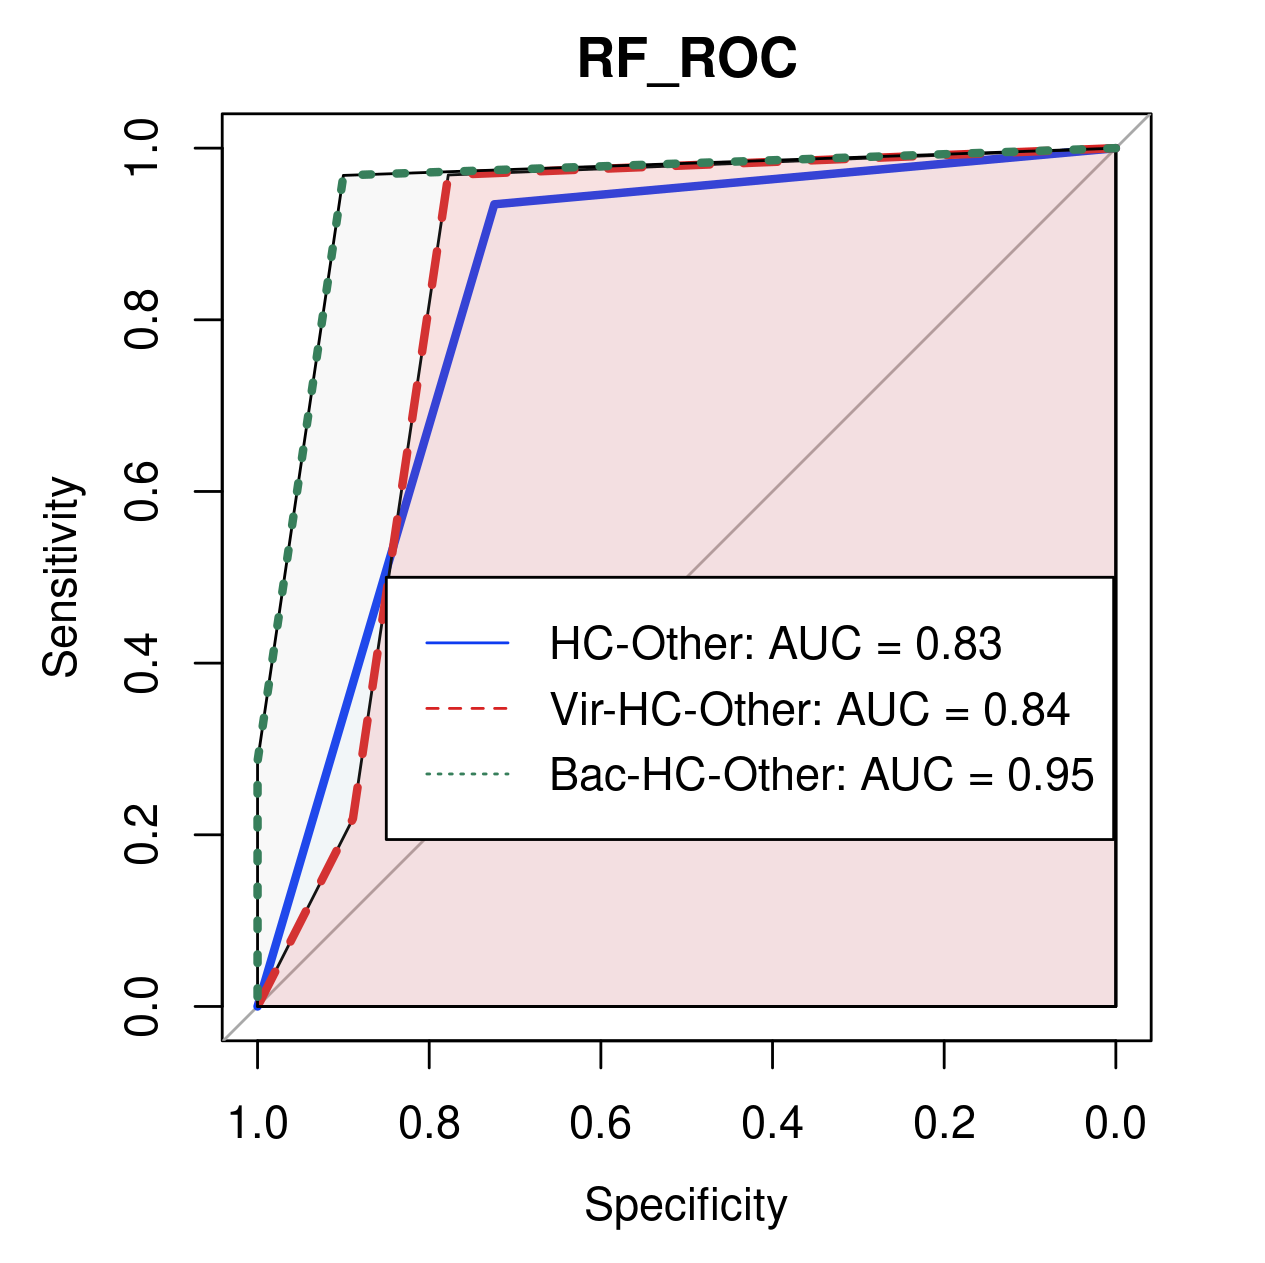 RF_ROC
1.0
0.8
0.6
0.4
0.2
0.0
Sensitivity
HC-Other: AUC = 0.83
Vir-HC-Other: AUC = 0.84
Bac-HC-Other: AUC = 0.95
1.0 0.8 0.6 0.4 0.2 0.0
Specificity